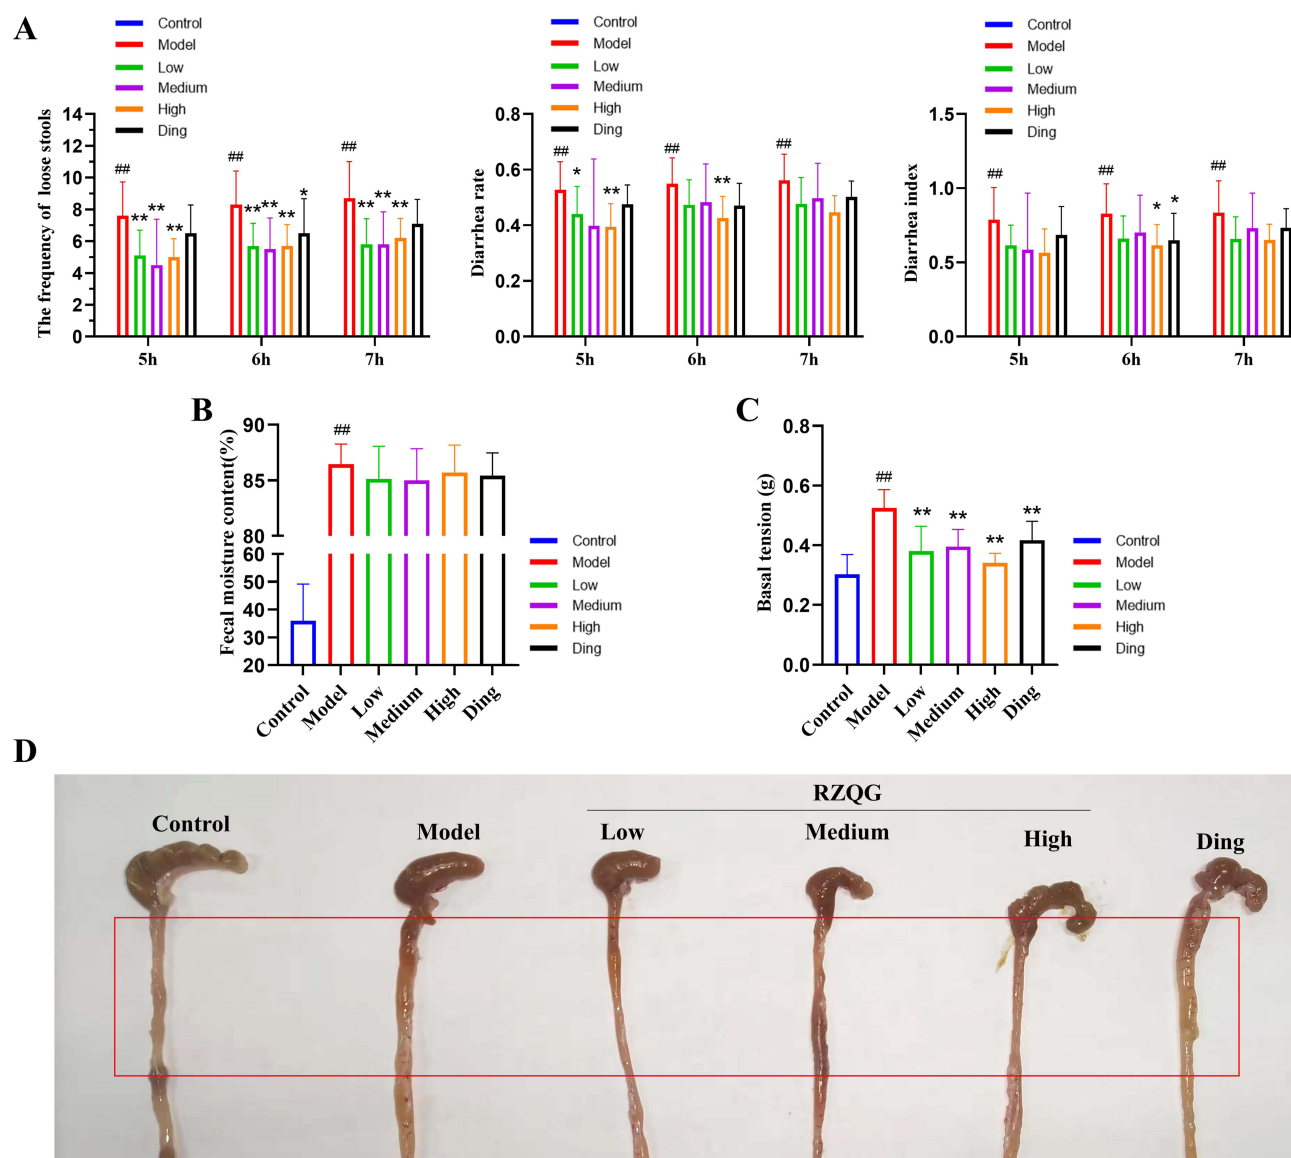 A
Control
Model
Low
Medium
High
Ding
The frequency of loose stools
14
12
10
8
6
4
2
0
##
**
**
**
##
**
**
**
*
##
**
**
**
5h
6h
7h
Control
Model
Low
Medium
High
Ding
Diarrhea rate
0.8
0.6
0.4
0.2
0.0
##
*
**
##
**
##
5h
6h
7h
Control
Model
Low
Medium
High
Ding
Diarrhea index
1.5
1.0
0.5
0.0
##
##
*
*
##
5h
6h
7h
B
Fecal moisture content(%)
90
85
80
60
50
40
30
20
##
Control
Model
Low
Medium
High
Ding
Control
Model
Low
Medium
High
Ding
C
Basal tension (g)
0.8
0.6
0.4
0.2
0.0
##
**
**
**
**
Control
Model
Low
Medium
High
Ding
Control
Model
Low
Medium
High
Ding
D
RZQG
Control
Model
Low
Medium
High
Ding